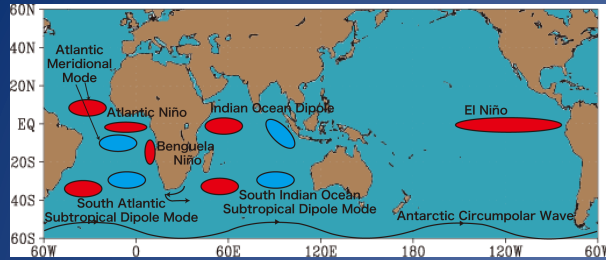 60N
40N
20N
EQ
20S
40S
60S
Atlantic
Meridional
Mode
Atlantic Niño
Indian Ocean Dipole
El Niño
Benguela
Niño
South Atlantic
Subtropical Dipole Mode
South Indian Ocean
Subtropical Dipole Mode
Antarctic Circumpolar Wave
60W
0
60E
120E
180
120W
60W